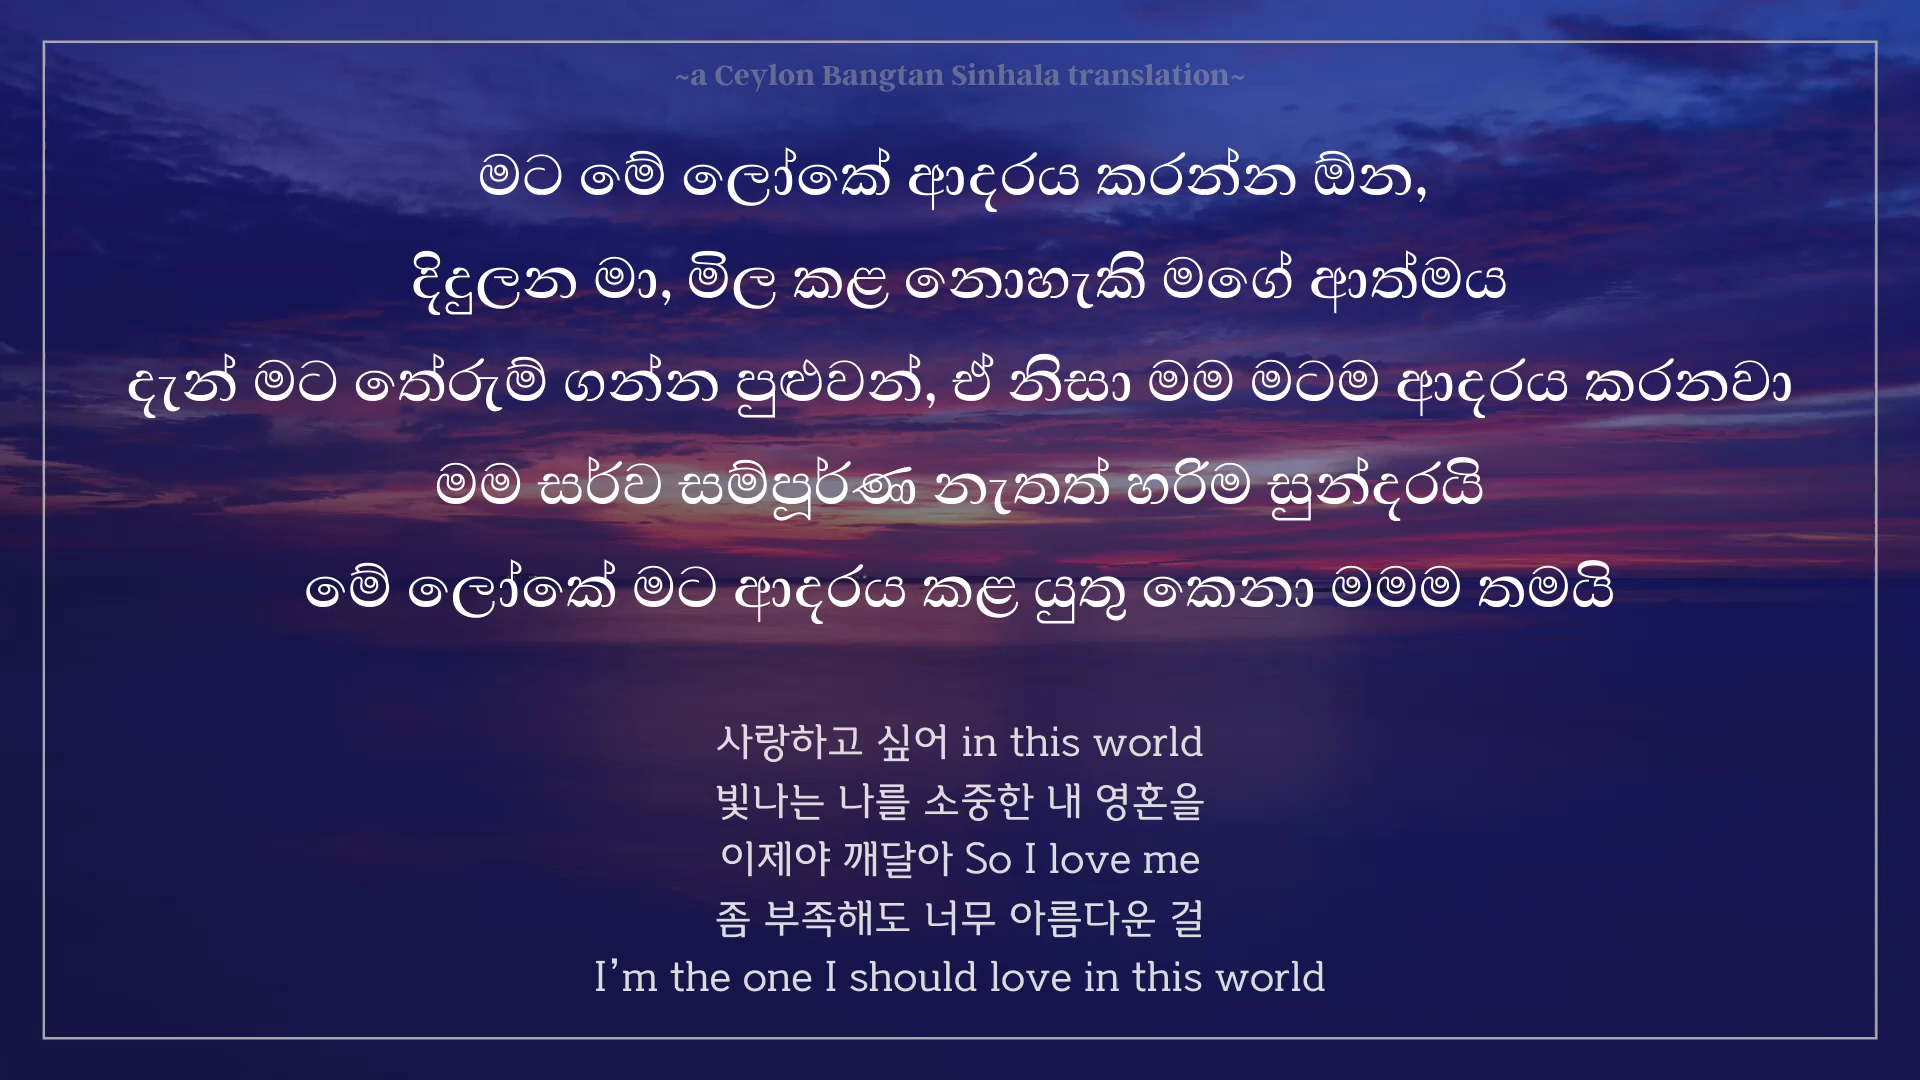 ~a Ceylon Bangtan Sinhala translation~
මට මේ ලෝකේ ආදරය කරන්න ඕන,
දිදුලන මා, මිල කළ නොහැකි මගේ ආත්මය
දැන් මට තේරුම් ගන්න පුළුවන්, ඒ නිසා මම මටම ආදරය කරනවා
මම සර්ව සම්පූර්ණ නැතත් හරිම සුන්දරයි
මේ ලෝකේ මට ආදරය කළ යුතු කෙනා මමම තමයි
사랑하고 싶어 in this world
빛나는 나를 소중한 내 영혼을
이제야 깨달아 So I love me
좀 부족해도 너무 아름다운 걸
I’m the one I should love in this world